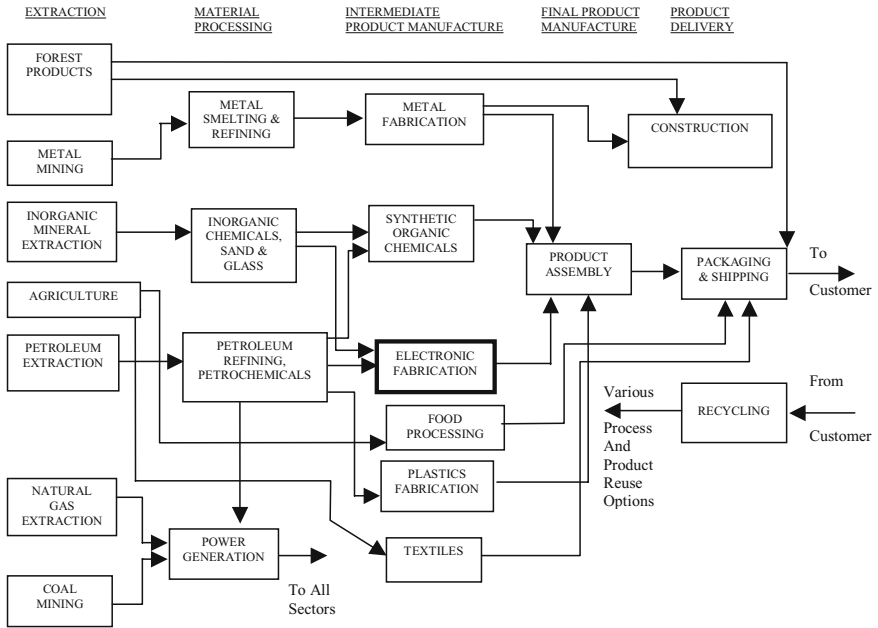 EXTRACTION
MATERIAL
PROCESSING
INTERMEDIATE
PRODUCT MANUFACTURE
FINAL PRODUCT
MANUFACTURE
PRODUCT
DELIVERY
FOREST
PRODUCTS
METAL
SMELTING &
REFINING
METAL
FABRICATION
CONSTRUCTION
METAL
MINING
INORGANIC
MINERAL
EXTRACTION
INORGANIC
CHEMICALS,
SAND &
GLASS
SYNTHETIC
ORGANIC
CHEMICALS
PRODUCT
ASSEMBLY
PACKAGING
& SHIPPING
To
Customer
AGRICULTURE
PETROLEUM
EXTRACTION
PETROLEUM
REFINING,
PETROCHEMICALS
ELECTRONIC
FABRICATION
Various
Process
And
Product
Reuse
Options
RECYCLING
From
Customer
FOOD
PROCESSING
PLASTICS
FABRICATION
NATURAL
GAS
EXTRACTION
POWER
GENERATION
TEXTILES
To All
Sectors
COAL
MINING